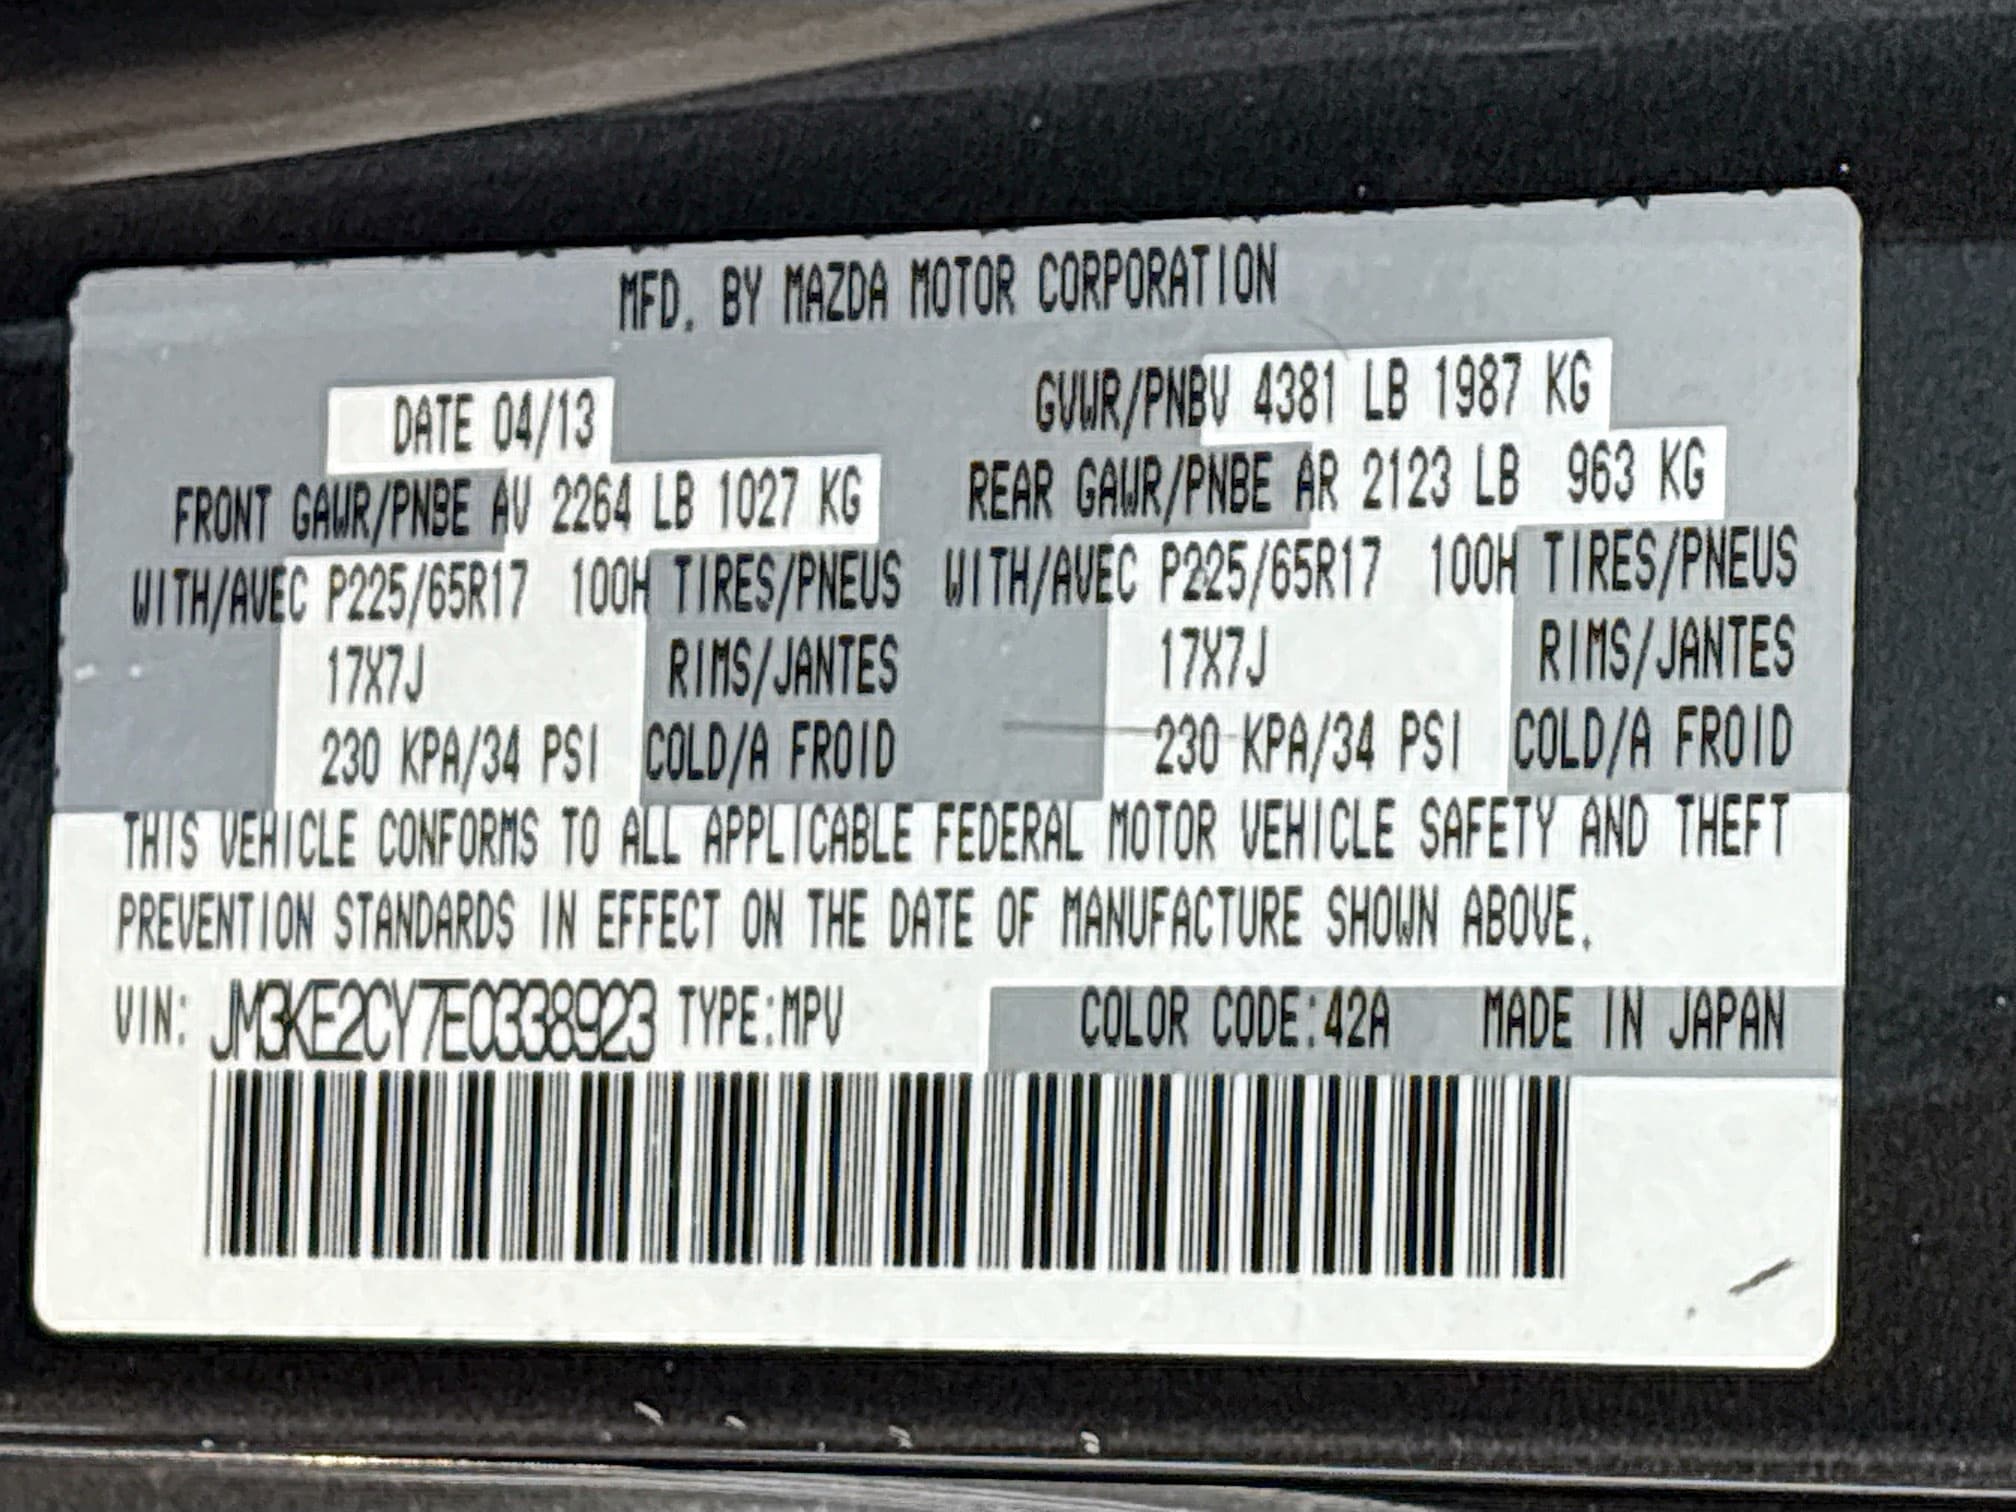 MFD. BY MAZDA MOTOR CORPORATION
DATE 04/13 GVWR/PNBV 4381 LB 1987 KG
FRONT GAWR/PNBE AV 2264 LB 1027 KG REAR GAWR/PNBE AR 2123 LB 963 KG
WITH/AVEC P225/65R17 100H TIRES/PNEUS WITH/AVEC P225/65R17 100H TIRES/PNEUS
17X7J RIMS/JANTES 17X7J RIMS/JANTES
230 KPA/34 PSI COLD/A FROID 230 KPA/34 PSI COLD/A FROID
THIS VEHICLE CONFORMS TO ALL APPLICABLE FEDERAL MOTOR VEHICLE SAFETY AND THEFT
PREVENTION STANDARDS IN EFFECT ON THE DATE OF MANUFACTURE SHOWN ABOVE.
VIN: JM3KE2CY7E0338923 TYPE:MPV COLOR CODE:42A MADE IN JAPAN